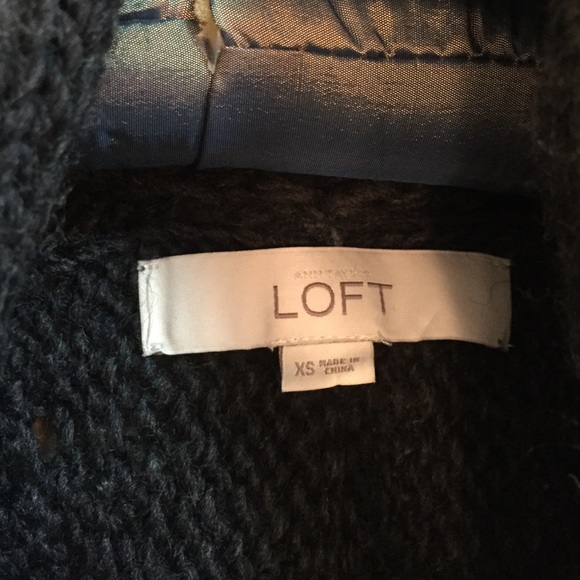 ANN TAYLOR
LOFT
XS MADE IN
CHINA